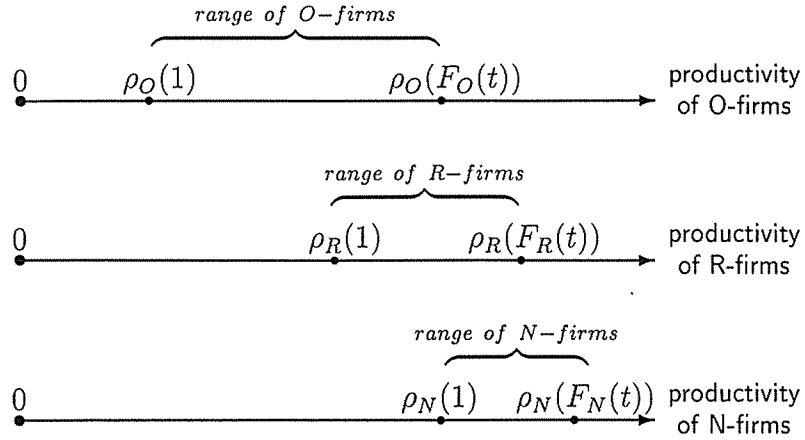 range of O−firms
0 ρ_O(1) ρ_O(F_O(t)) productivity
of O-firms
range of R−firms
0 ρ_R(1) ρ_R(F_R(t)) productivity
of R-firms
range of N−firms
0 ρ_N(1) ρ_N(F_N(t)) productivity
of N-firms